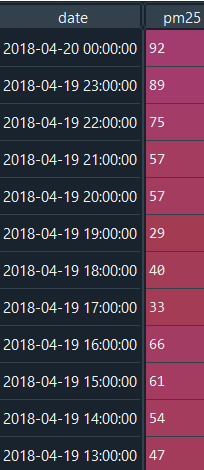 date pm25
2018-04-20 00:00:00 92
2018-04-19 23:00:00 89
2018-04-19 22:00:00 75
2018-04-19 21:00:00 57
2018-04-19 20:00:00 57
2018-04-19 19:00:00 29
2018-04-19 18:00:00 40
2018-04-19 17:00:00 33
2018-04-19 16:00:00 66
2018-04-19 15:00:00 61
2018-04-19 14:00:00 54
2018-04-19 13:00:00 47